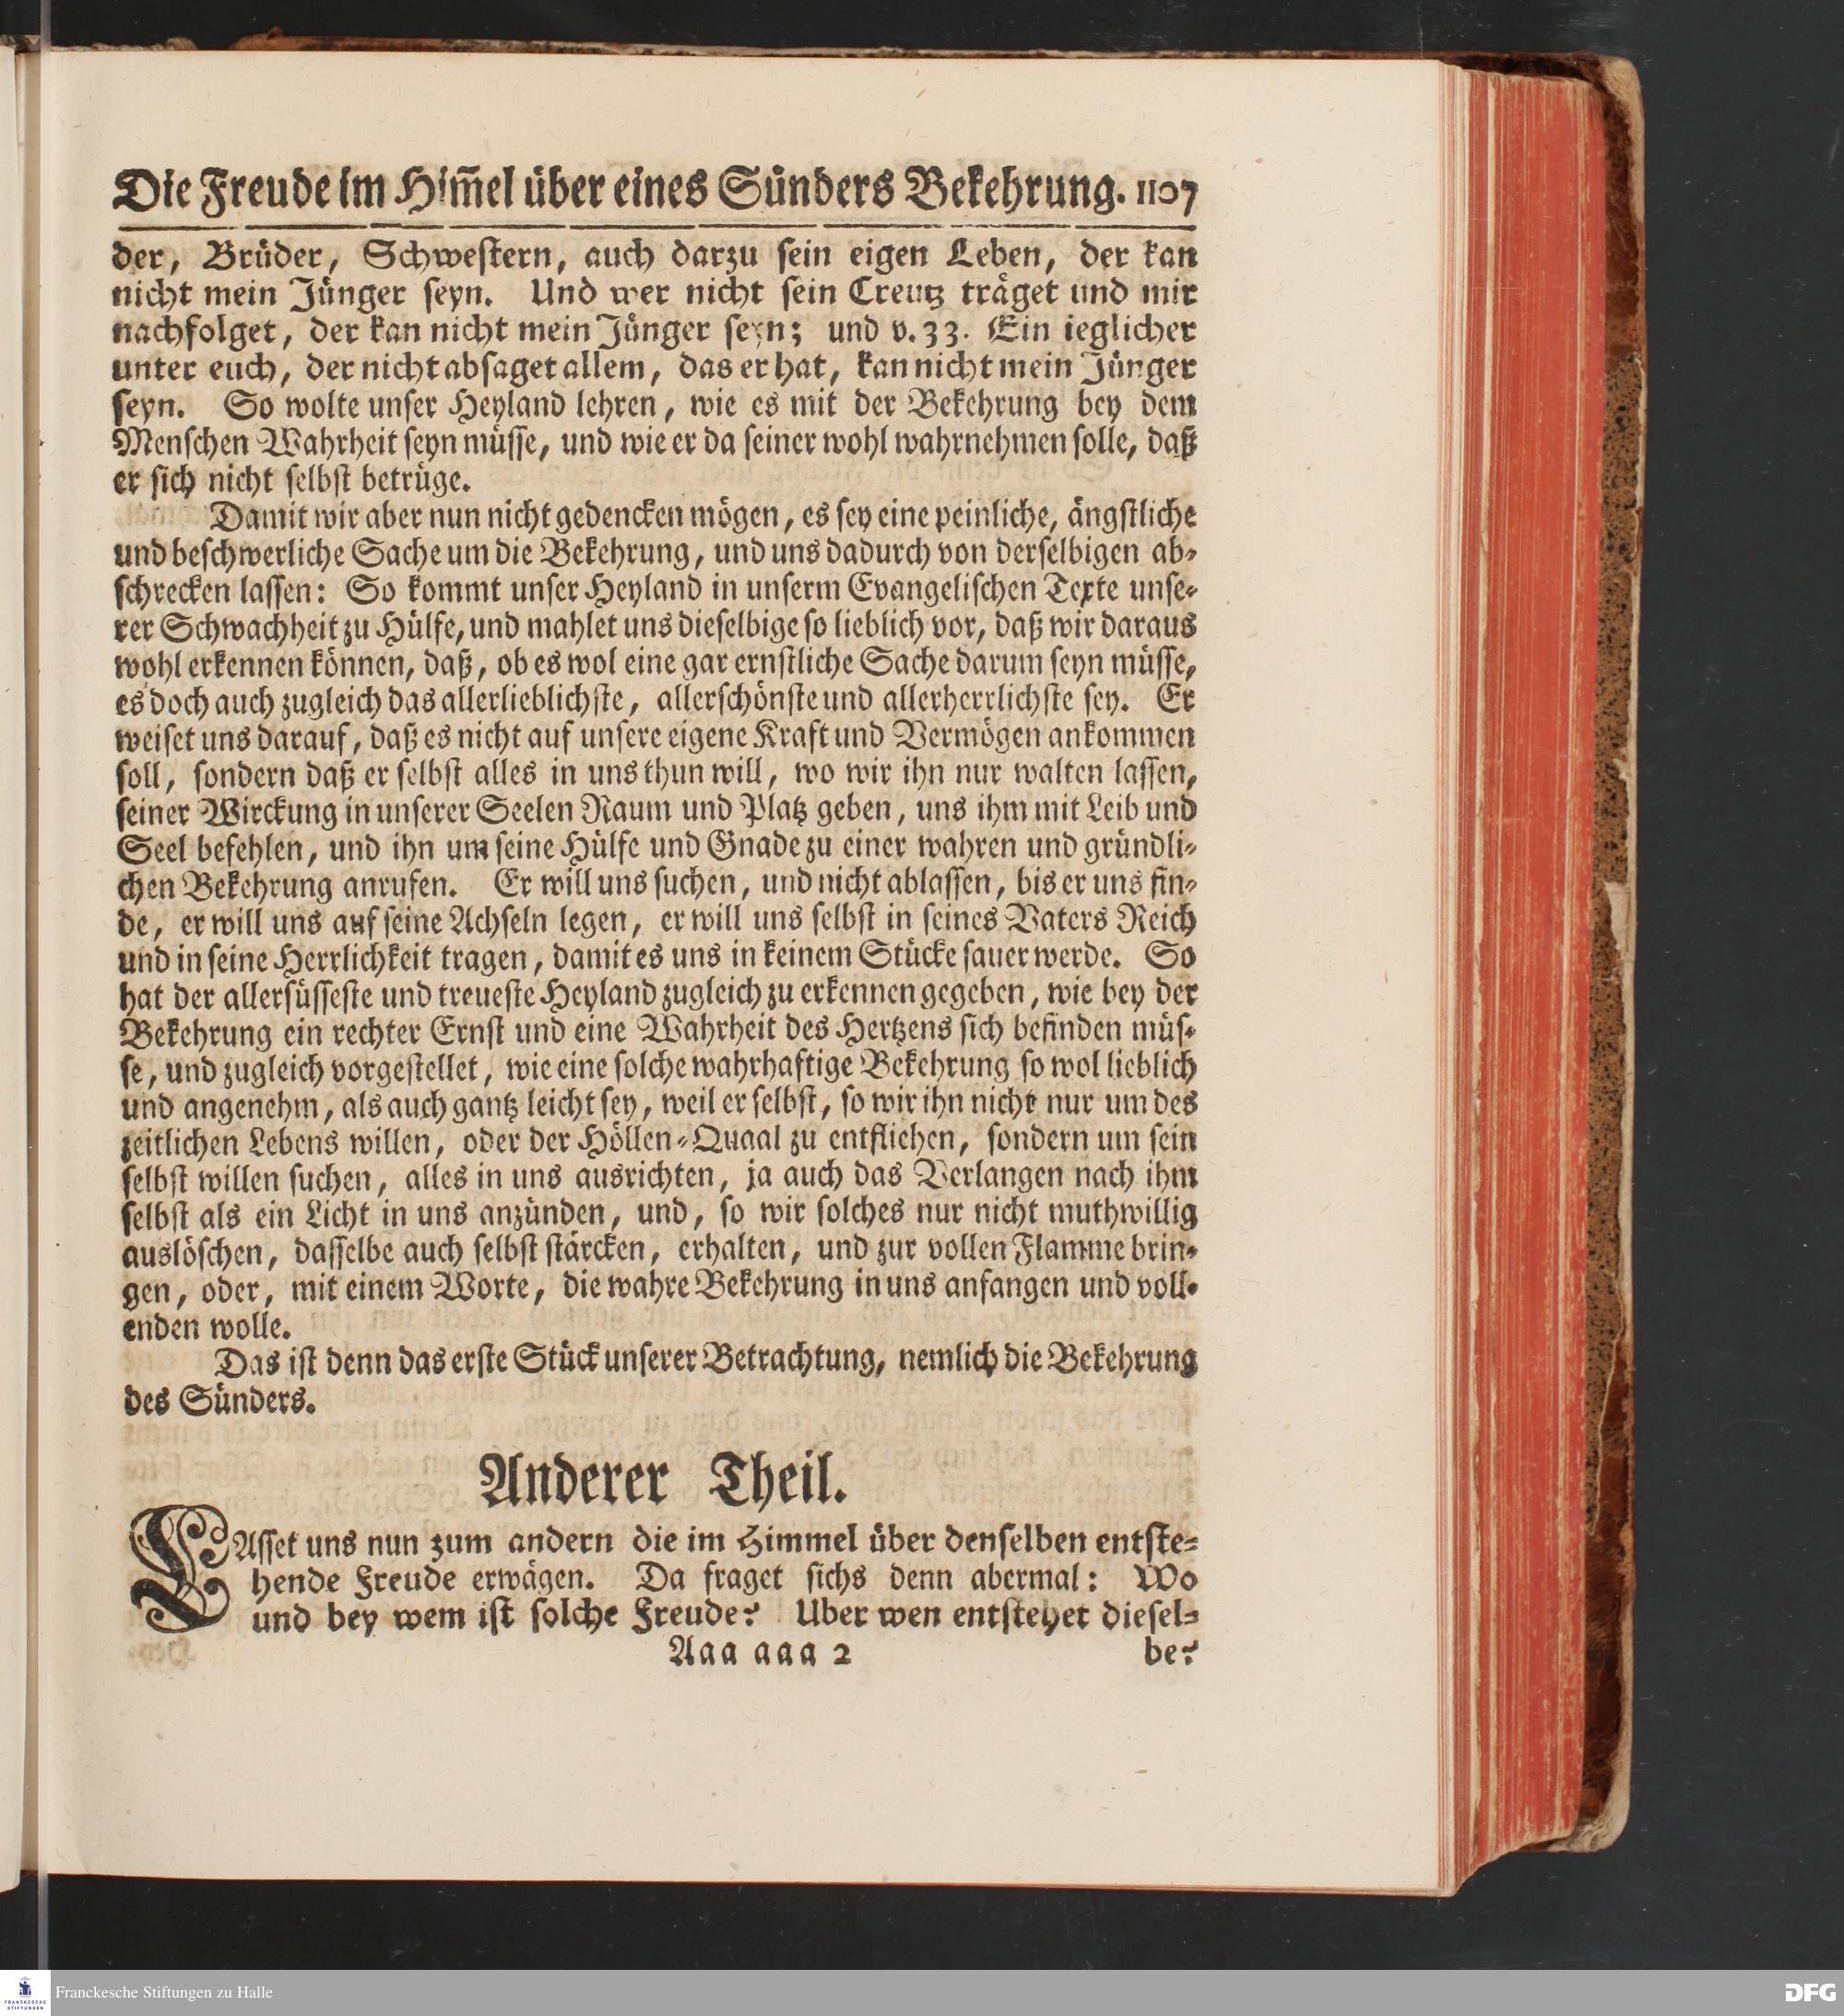 Die Freude im Him̃el über eines Sünders Bekehrung. 1107
der, Brüder, Schwestern, auch darzu sein eigen Leben, der kan
nicht mein Jünger seyn. Und wer nicht sein Creutz träget und mir
nachfolget, der kan nicht mein Jünger seyn; und v. 33. Ein ieglicher
unter euch, der nicht absaget allem, das er hat, kan nicht mein Jünger
seyn. So wolte unser Heyland lehren, wie es mit der Bekehrung bey dem
Menschen Wahrheit seyn müsse, und wie er da seiner wohl wahrnehmen solle, daß
er sich nicht selbst betrüge.
Damit wir aber nun nicht gedencken mögen, es sey eine peinliche, ängstliche
und beschwerliche Sache um die Bekehrung, und uns dadurch von derselbigen ab-
schrecken lassen: So kommt unser Heyland in unserm Evangelischen Texte unse-
rer Schwachheit zu Hülfe, und mahlet uns dieselbige so lieblich vor, daß wir daraus
wohl erkennen können, daß, ob es wol eine gar ernstliche Sache darum seyn müsse,
es doch auch zugleich das allerlieblichste, allerschönste und allerherrlichste sey. Er
weiset uns darauf, daß es nicht auf unsere eigene Kraft und Vermögen ankommen
soll, sondern daß er selbst alles in uns thun will, wo wir ihn nur walten lassen,
seiner Wirckung in unserer Seelen Raum und Platz geben, uns ihm mit Leib und
Seel befehlen, und ihn um seine Hülfe und Gnade zu einer wahren und gründli-
chen Bekehrung anrufen. Er will uns suchen, und nicht ablassen, bis er uns fin-
de, er will uns auf seine Achseln legen, er will uns selbst in seines Vaters Reich
und in seine Herrlichkeit tragen, damit es uns in keinem Stücke sauer werde. So
hat der allersüsseste und treueste Heyland zugleich zu erkennen gegeben, wie bey der
Bekehrung ein rechter Ernst und eine Wahrheit des Hertzens sich befinden müs-
se, und zugleich vorgestellet, wie eine solche wahrhaftige Bekehrung so wol lieblich
und angenehm, als auch gantz leicht sey, weil er selbst, so wir ihn nicht nur um des
zeitlichen Lebens willen, oder der Höllen-Quaal zu entfliehen, sondern um sein
selbst willen suchen, alles in uns ausrichten, ja auch das Verlangen nach ihm
selbst als ein Licht in uns anzünden, und, so wir solches nur nicht muthwillig
auslöschen, dasselbe auch selbst stärcken, erhalten, und zur vollen Flamme brin-
gen, oder, mit einem Worte, die wahre Bekehrung in uns anfangen und voll-
enden wolle.
Das ist denn das erste Stück unserer Betrachtung, nemlich die Bekehrung
des Sünders.
Anderer Theil.
LAsset uns nun zum andern die im Himmel über denselben entste-
hende Freude erwägen. Da fraget sichs denn abermal: Wo
und bey wem ist solche Freude? Uber wen entstehet diesel-
Aaa aaa 2 be?
Franckesche Stiftungen zu Halle
FRANCKESCHE
STIFTUNGEN
DFG